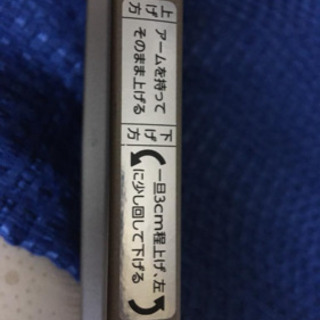 上げ方
アームを持って
そのまま上げる
下げ方
一旦3cm程上げ、左
に少し回して下げる